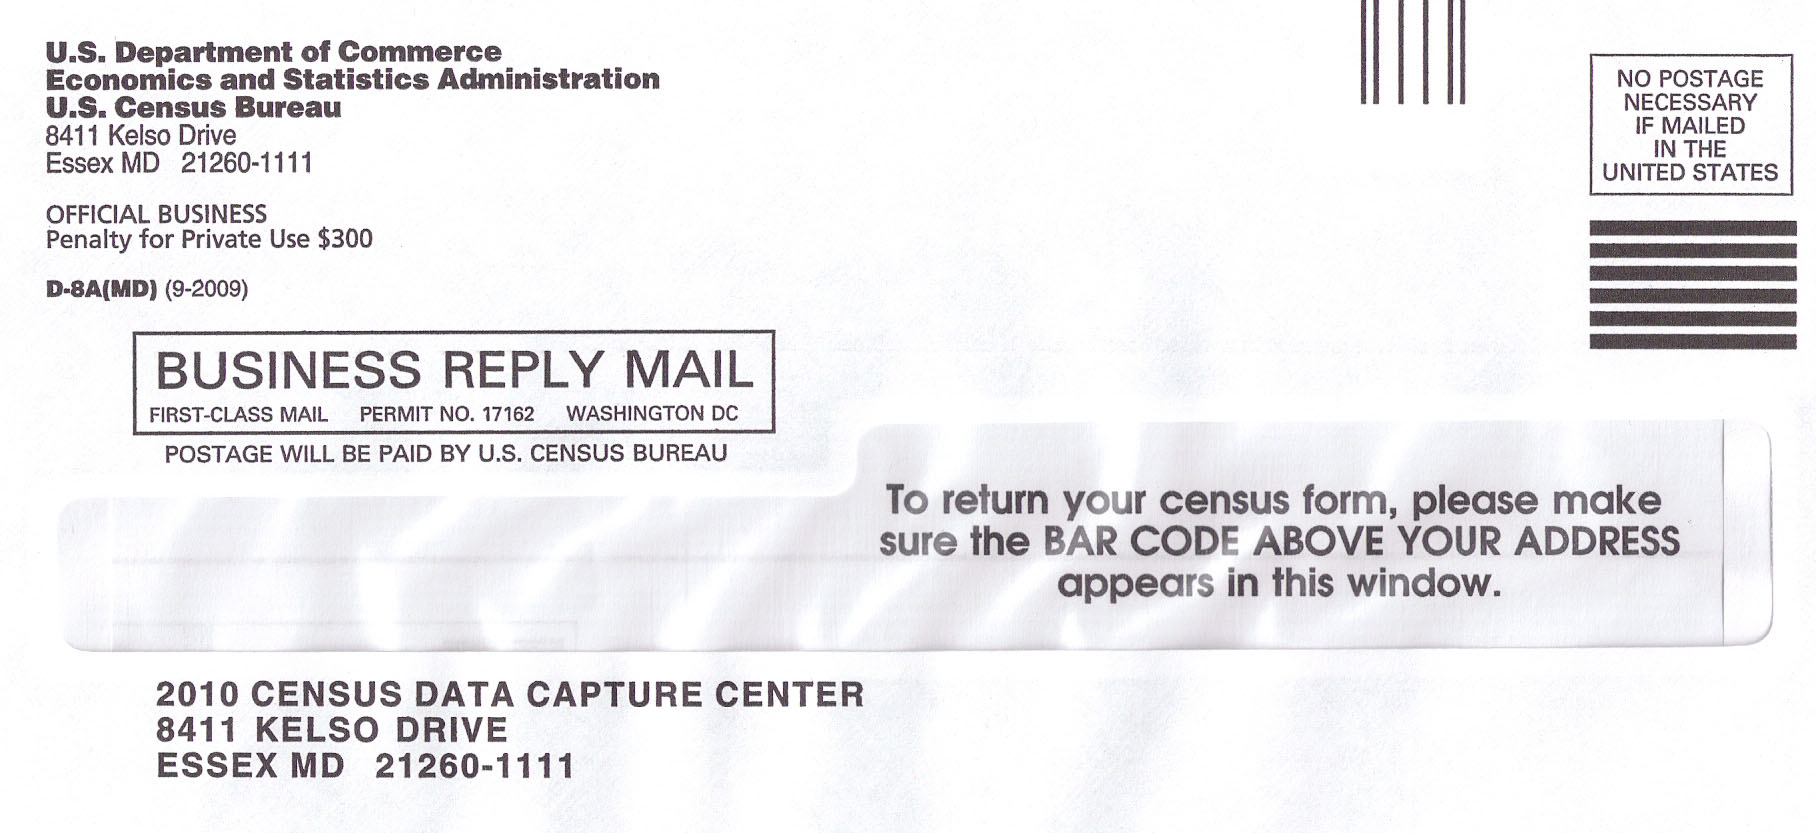 U.S. Department of Commerce
Economics and Statistics Administration
U.S. Census Bureau
8411 Kelso Drive
Essex MD 21260-1111
OFFICIAL BUSINESS
Penalty for Private Use $300
D-8A(MD) (9-2009)
NO POSTAGE
NECESSARY
IF MAILED
IN THE
UNITED STATES
BUSINESS REPLY MAIL
FIRST-CLASS MAIL PERMIT NO. 17162 WASHINGTON DC
POSTAGE WILL BE PAID BY U.S. CENSUS BUREAU
To return your census form, please make
sure the BAR CODE ABOVE YOUR ADDRESS
appears in this window.
2010 CENSUS DATA CAPTURE CENTER
8411 KELSO DRIVE
ESSEX MD 21260-1111